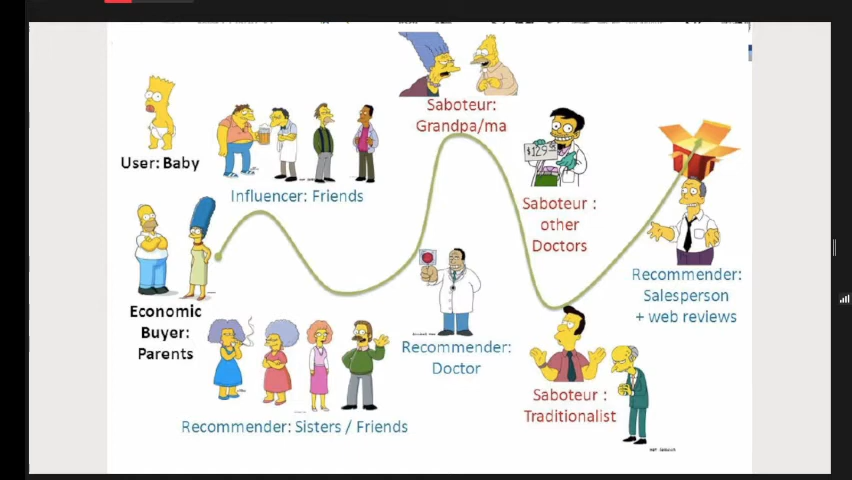 Saboteur:
Grandpa/ma
User: Baby
Influencer: Friends
$129
Saboteur :
other
Doctors
Economic
Buyer:
Parents
Recommender:
Salesperson
+ web reviews
Recommender:
Doctor
Saboteur :
Traditionalist
Recommender: Sisters / Friends